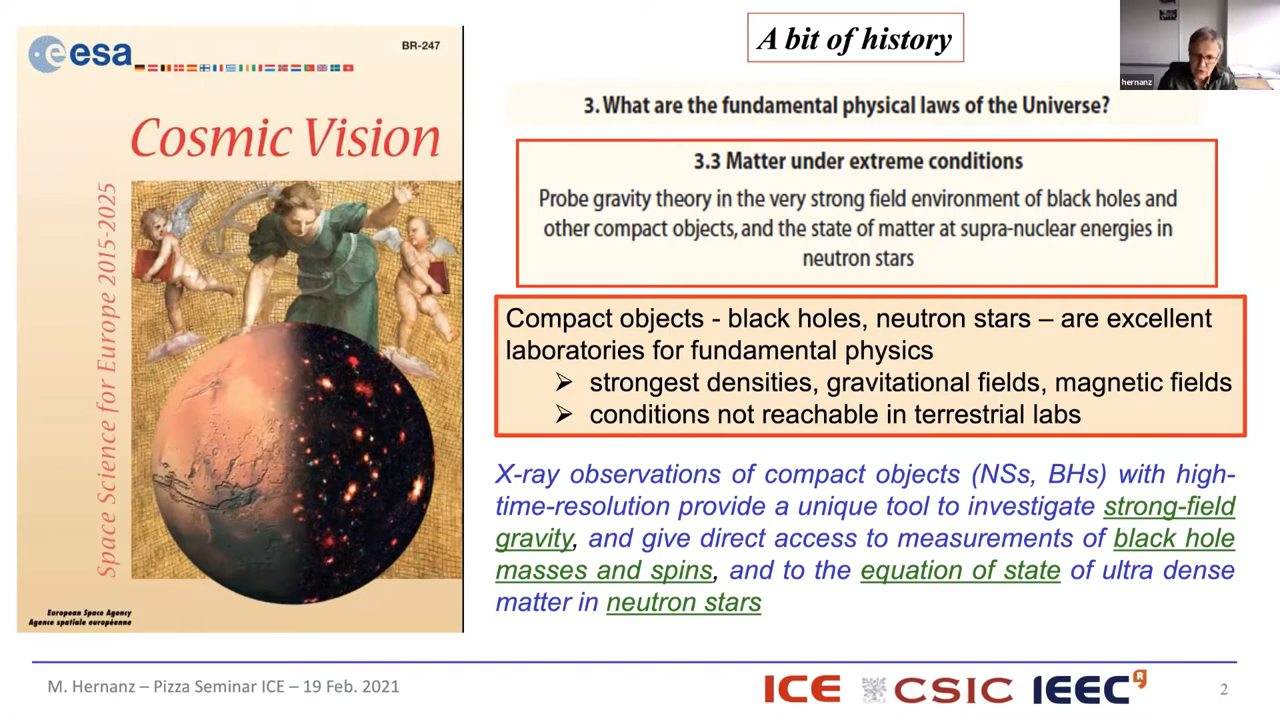 esa
BR-247
Cosmic Vision
Space Science for Europe 2015-2025
European Space Agency
Agence spatiale européenne
A bit of history
hernanz
3. What are the fundamental physical laws of the Universe?
3.3 Matter under extreme conditions
Probe gravity theory in the very strong field environment of black holes and
other compact objects, and the state of matter at supra-nuclear energies in
neutron stars
Compact objects - black holes, neutron stars – are excellent
laboratories for fundamental physics
➢ strongest densities, gravitational fields, magnetic fields
➢ conditions not reachable in terrestrial labs
X-ray observations of compact objects (NSs, BHs) with high-
time-resolution provide a unique tool to investigate strong-field
gravity, and give direct access to measurements of black hole
masses and spins, and to the equation of state of ultra dense
matter in neutron stars
M. Hernanz – Pizza Seminar ICE – 19 Feb. 2021
ICE
CSIC
IEEC R
2